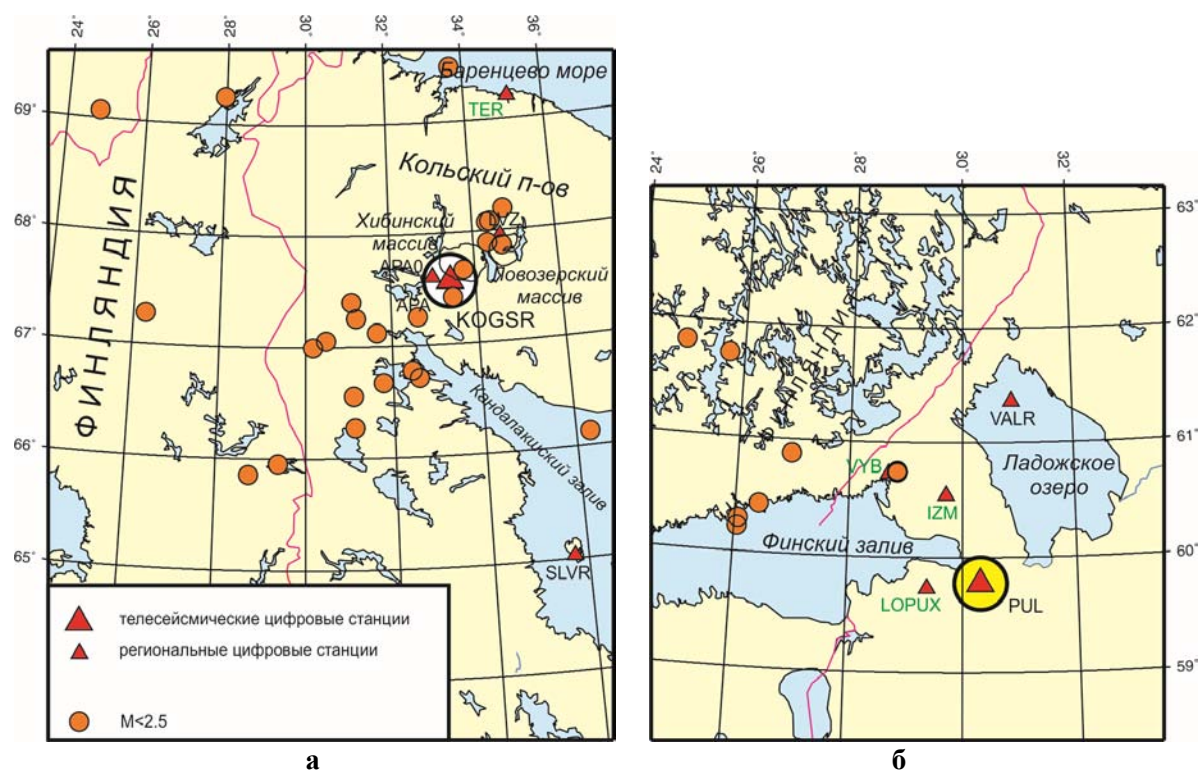 24°
26°
28°
30°
32°
34°
36°
Баренцево море
69°
TER
Кольский п-ов
ФИНЛЯНДИЯ
68°
Хибинский
массив
APA0
Ловозерский
массив
APA
KOGSR
67°
66°
Кандалакшский залив
65°
SLVR
телесейсмические цифровые станции
региональные цифровые станции
M<2.5
а
24°
26°
28°
30°
32°
63°
62°
VALR
61°
VYB
Ладожское
озеро
IZM
Финский залив
60°
LOPUX
PUL
59°
б